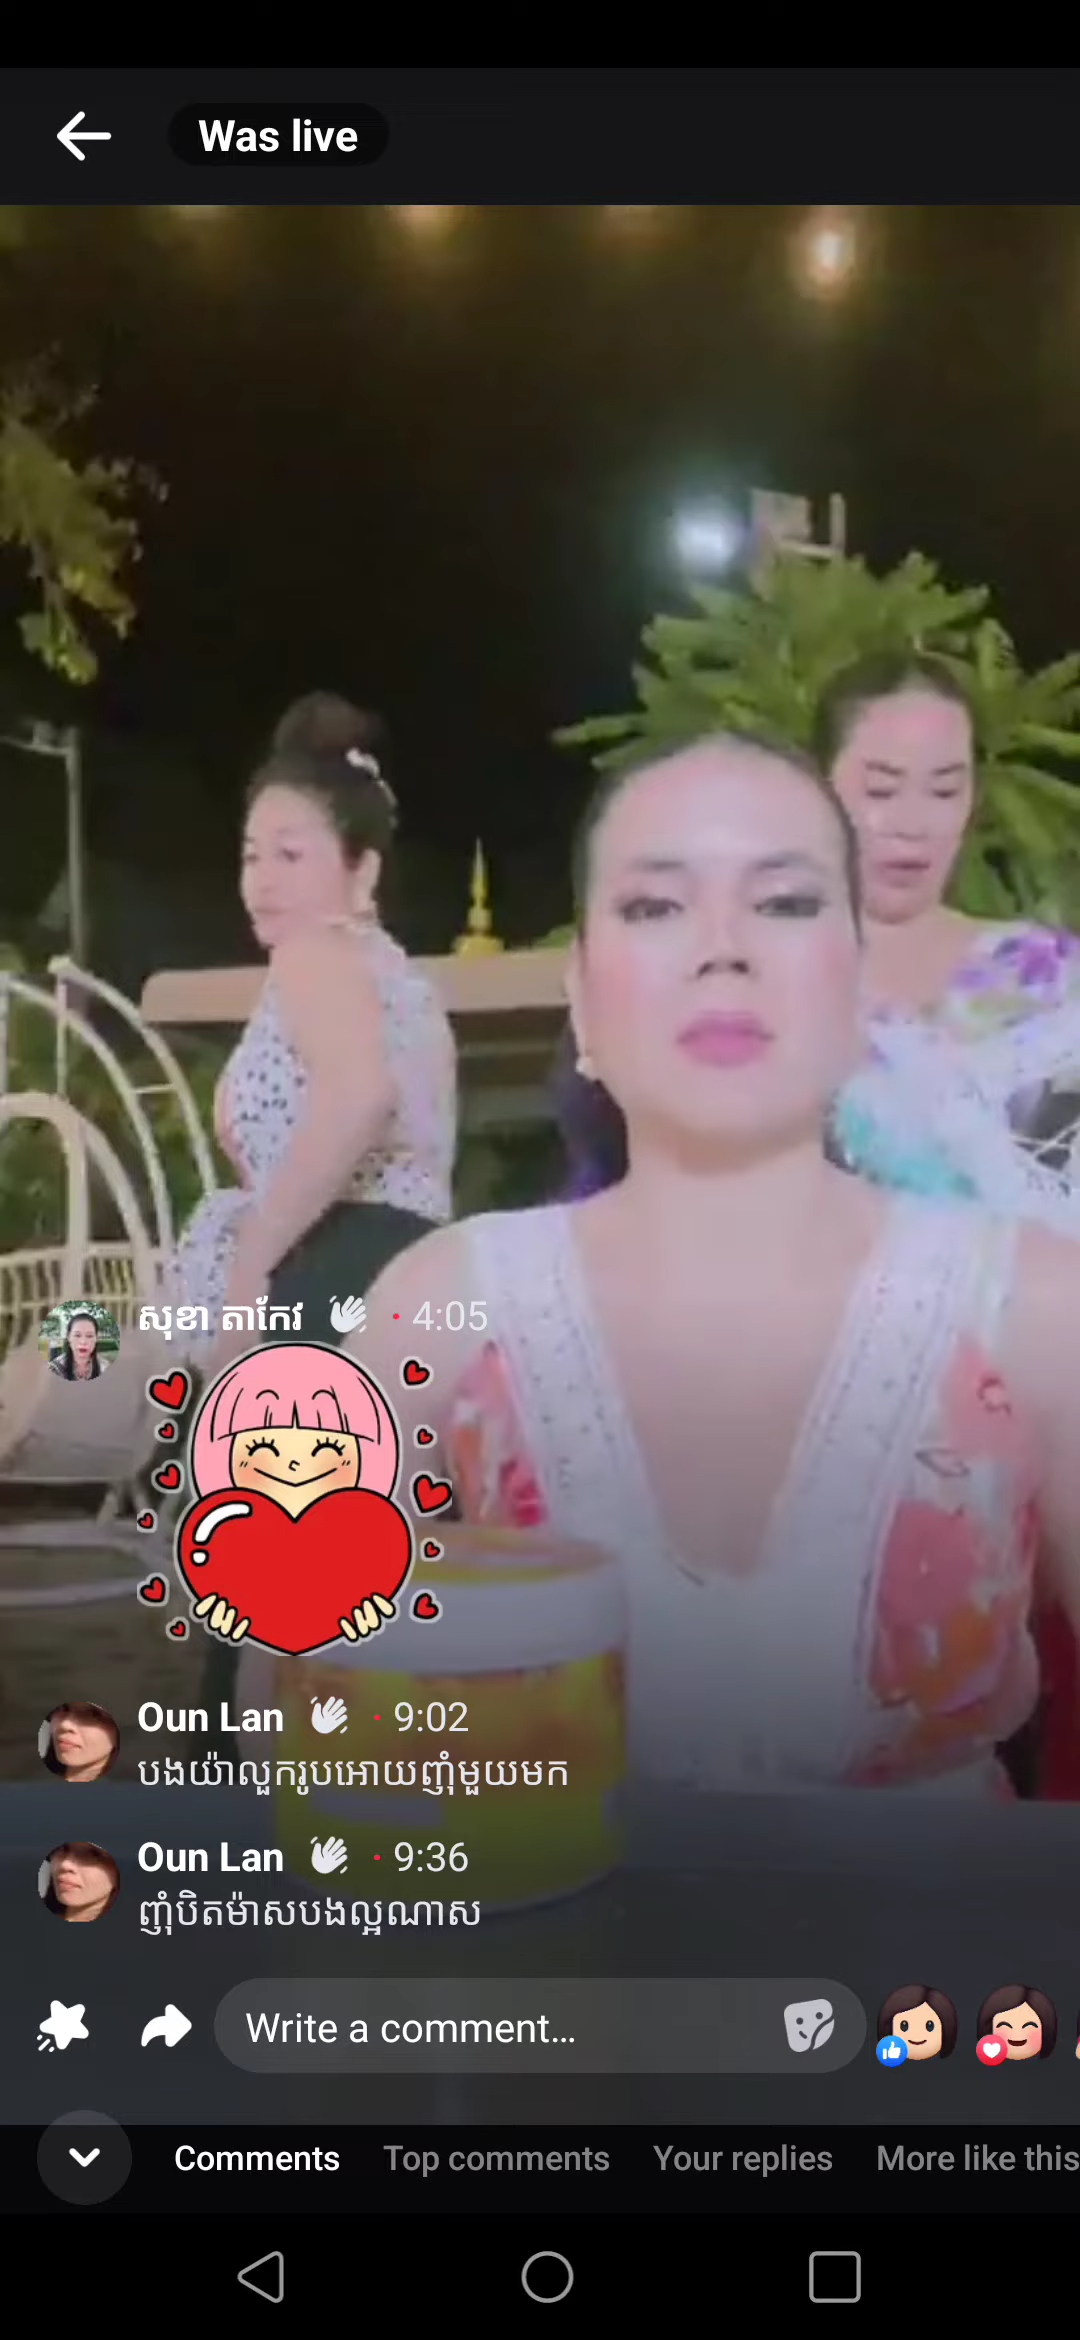 Was live
សុខា តាកែវ · 4:05
Oun Lan · 9:02
បងយ៉ាលួករូបអោយញុំមួយមក
Oun Lan · 9:36
ញុំបិតម៉ាសបងល្អណាស
Write a comment...
Comments Top comments Your replies More like this